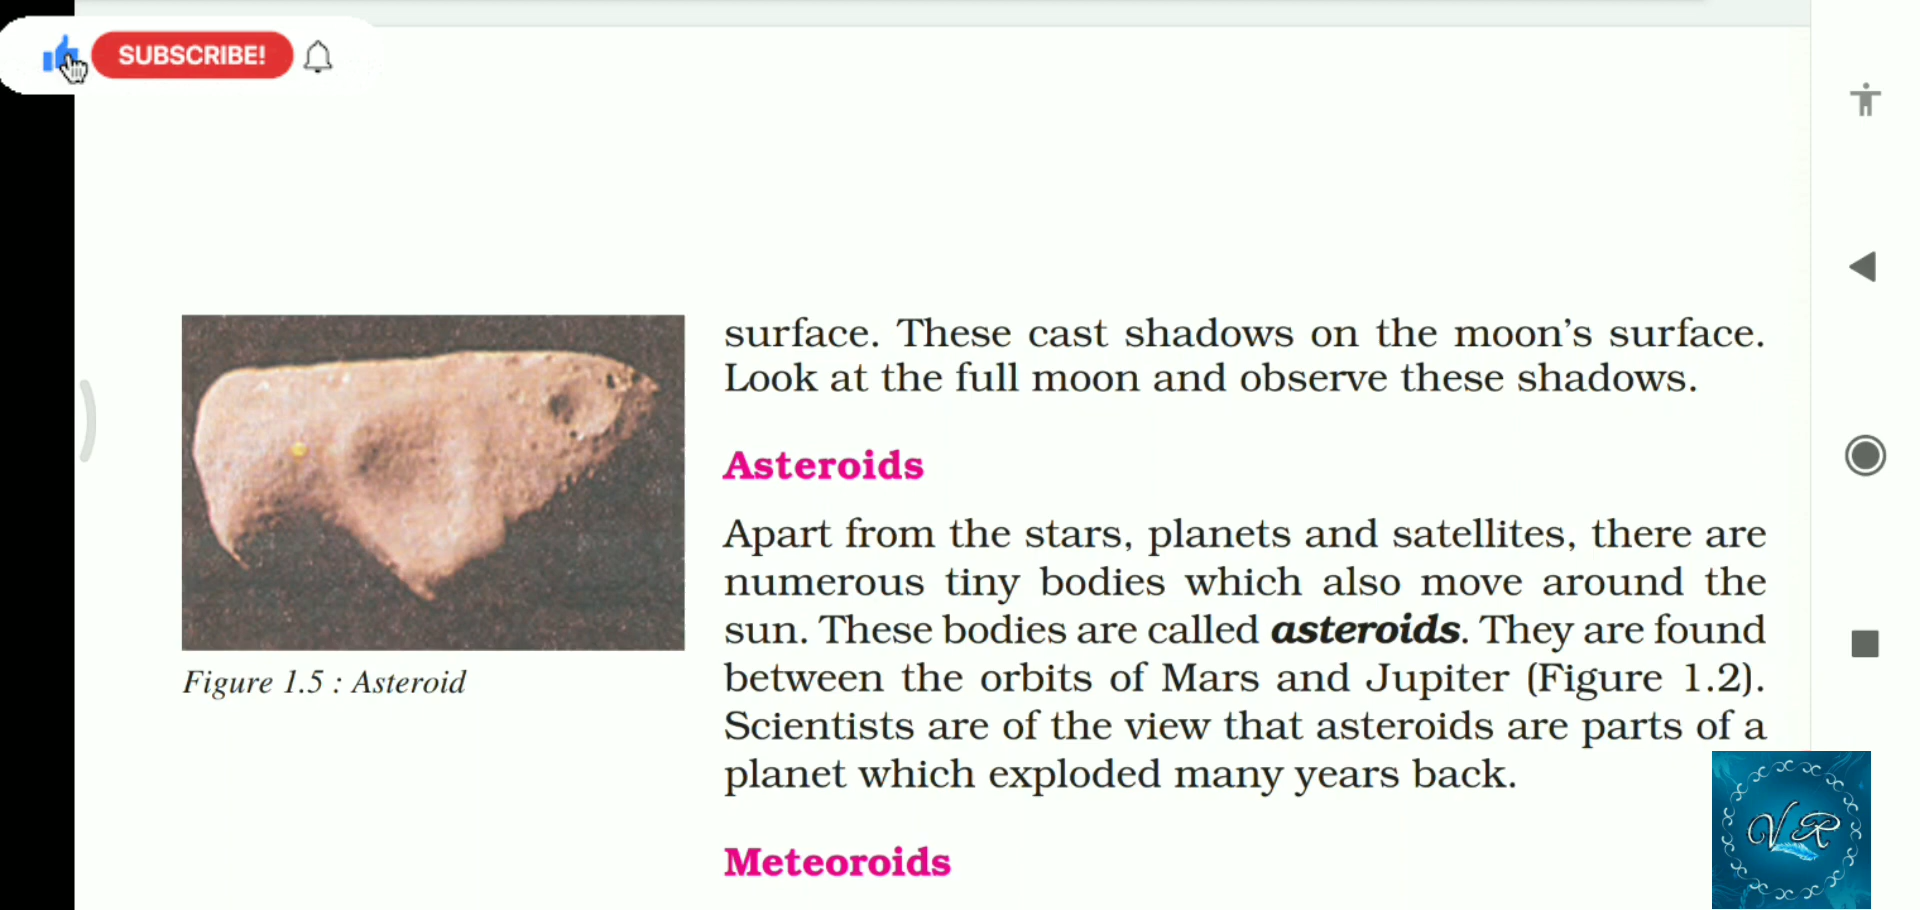 SUBSCRIBE!
surface. These cast shadows on the moon's surface.
Look at the full moon and observe these shadows.
Asteroids
Apart from the stars, planets and satellites, there are
numerous tiny bodies which also move around the
sun. These bodies are called asteroids. They are found
between the orbits of Mars and Jupiter (Figure 1.2).
Scientists are of the view that asteroids are parts of a
planet which exploded many years back.
Meteoroids
Figure 1.5 : Asteroid
VR